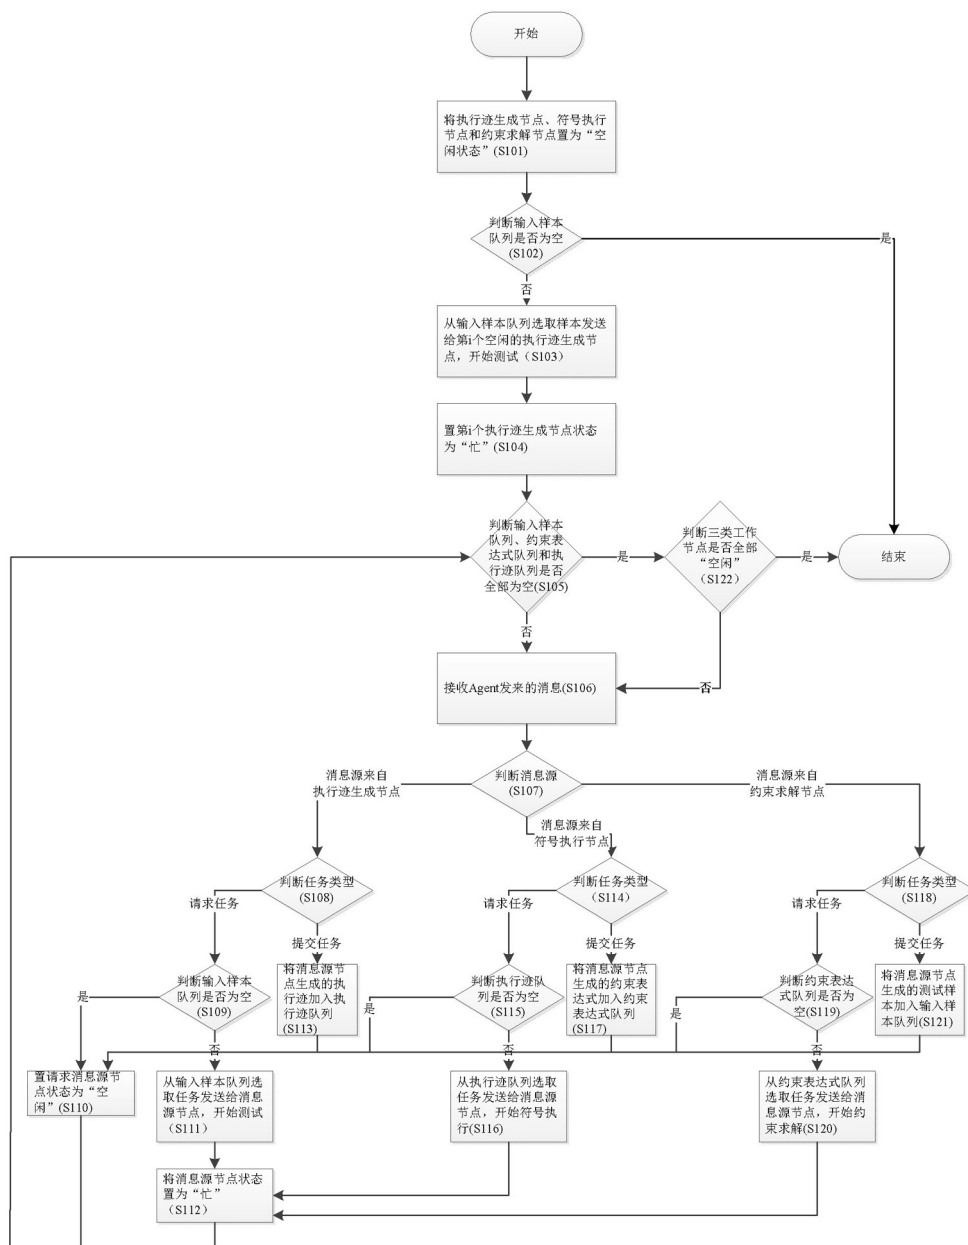 开始
将执行迹生成节点、符号执行
节点和约束求解节点置为“空
闲状态”(S101)
判断输入样本
队列是否为空
(S102)
是
否
从输入样本队列选取样本发送
给第i个空闲的执行迹生成节
点，开始测试（S103）
置第i个执行迹生成节点状态
为“忙”(S104)
判断输入样本
队列、约束表
达式队列和执
行迹队列是否
全部为空(S105)
是
判断三类工作
节点是否全部
“空闲”
（S122）
是
结束
否
否
接收Agent发来的消息(S106)
判断消息源
(S107)
消息源来自
执行迹生成节点
消息源来自
符号执行节点
消息源来自
约束求解节点
判断任务类型
(S108)
判断任务类型
（S114）
判断任务类型
(S118)
请求任务
提交任务
请求任务
提交任务
请求任务
提交任务
判断输入样本
队列是否为空
(S109)
将消息源节
点生成的执
行迹加入执
行迹队列
(S113)
判断执行迹队
列是否为空
(S115)
将消息源节点
生成的约束表
达式加入约束
表达式队列
(S117)
判断约束表达
式队列是否为
空(S119)
将消息源节点
生成的测试样
本加入输入样
本队列(S121)
是
是
是
否
否
否
置请求消息源节
点状态为“空
闲”(S110)
从输入样本队列选
取任务发送给消息
源节点，开始测试
（S111）
从执行迹队列选取
任务发送给消息源
节点，开始符号执
行(S116)
从约束表达式队列
选取任务发送给消
息源节点，开始约
束求解(S120)
将消息源节点状态
置为“忙”
（S112）